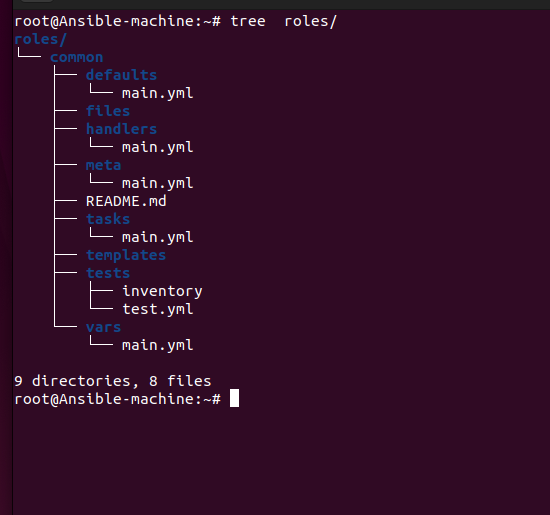 root@Ansible-machine:~# tree  roles/
roles/
└── common
    ├── defaults
    │   └── main.yml
    ├── files
    ├── handlers
    │   └── main.yml
    ├── meta
    │   └── main.yml
    ├── README.md
    ├── tasks
    │   └── main.yml
    ├── templates
    ├── tests
    │   ├── inventory
    │   └── test.yml
    └── vars
        └── main.yml

9 directories, 8 files
root@Ansible-machine:~#